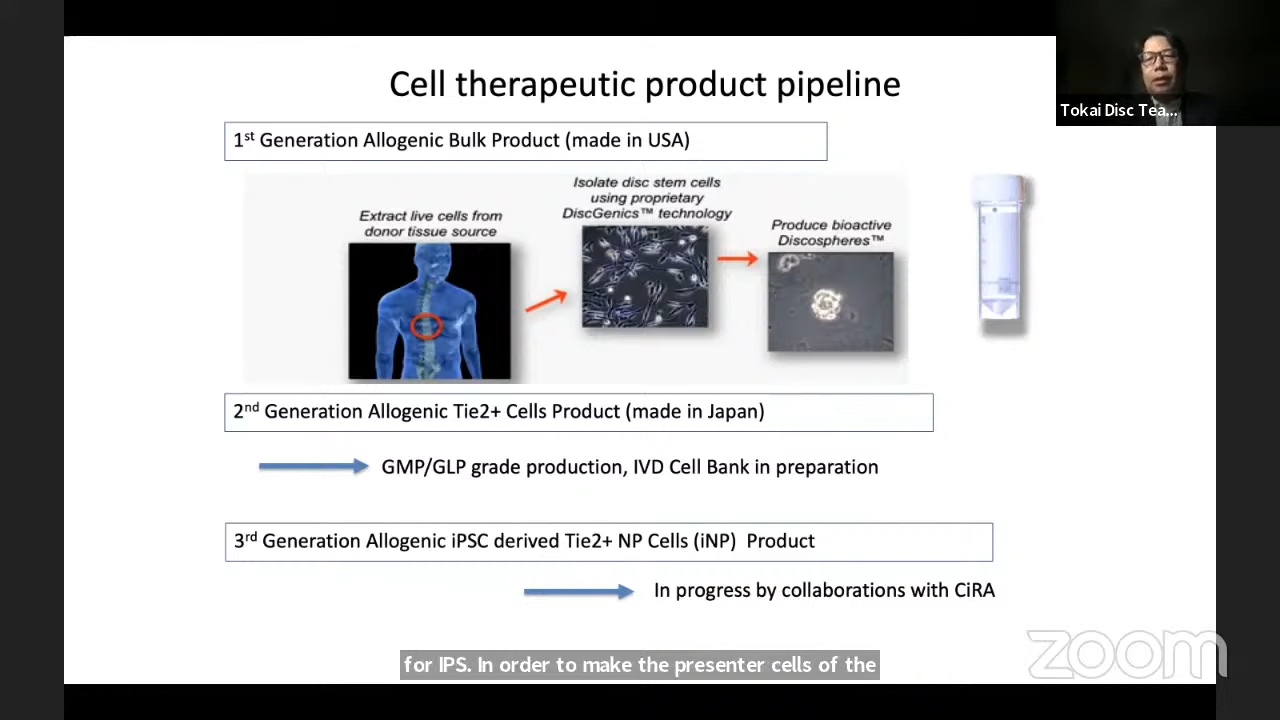 Cell therapeutic product pipeline
Tokai Disc Tea...
1st Generation Allogenic Bulk Product (made in USA)
Extract live cells from
donor tissue source
Isolate disc stem cells
using proprietary
DiscGenics™ technology
Produce bioactive
Discospheres™
2nd Generation Allogenic Tie2+ Cells Product (made in Japan)
GMP/GLP grade production, IVD Cell Bank in preparation
3rd Generation Allogenic iPSC derived Tie2+ NP Cells (iNP) Product
In progress by collaborations with CiRA
zoom
for IPS. In order to make the presenter cells of the